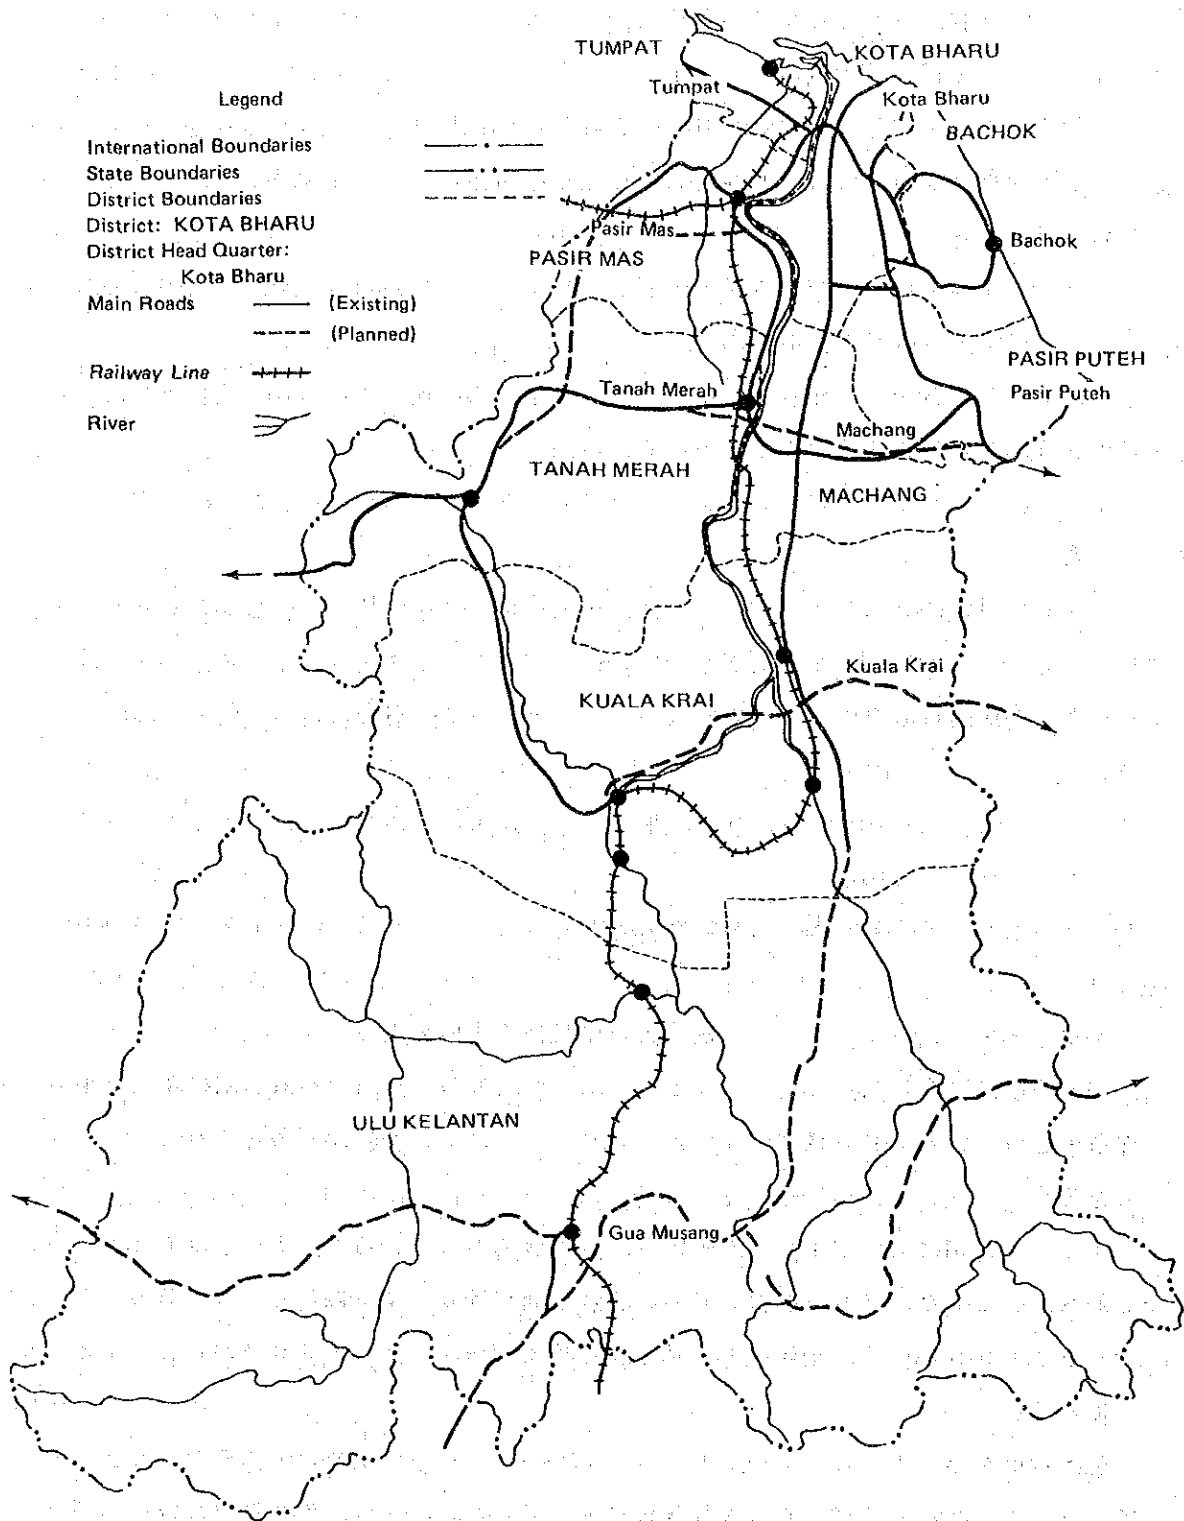 TUMPAT
KOTA BHARU
Tumpat
Kota Bharu
BACHOK
Legend
International Boundaries
State Boundaries
District Boundaries
District: KOTA BHARU
District Head Quarter:
Kota Bharu
Main Roads (Existing)
(Planned)
Railway Line
River
Pasir Mas
PASIR MAS
Bachok
PASIR PUTEH
Pasir Puteh
Tanah Merah
Machang
TANAH MERAH
MACHANG
Kuala Krai
KUALA KRAI
ULU KELANTAN
Gua Musang